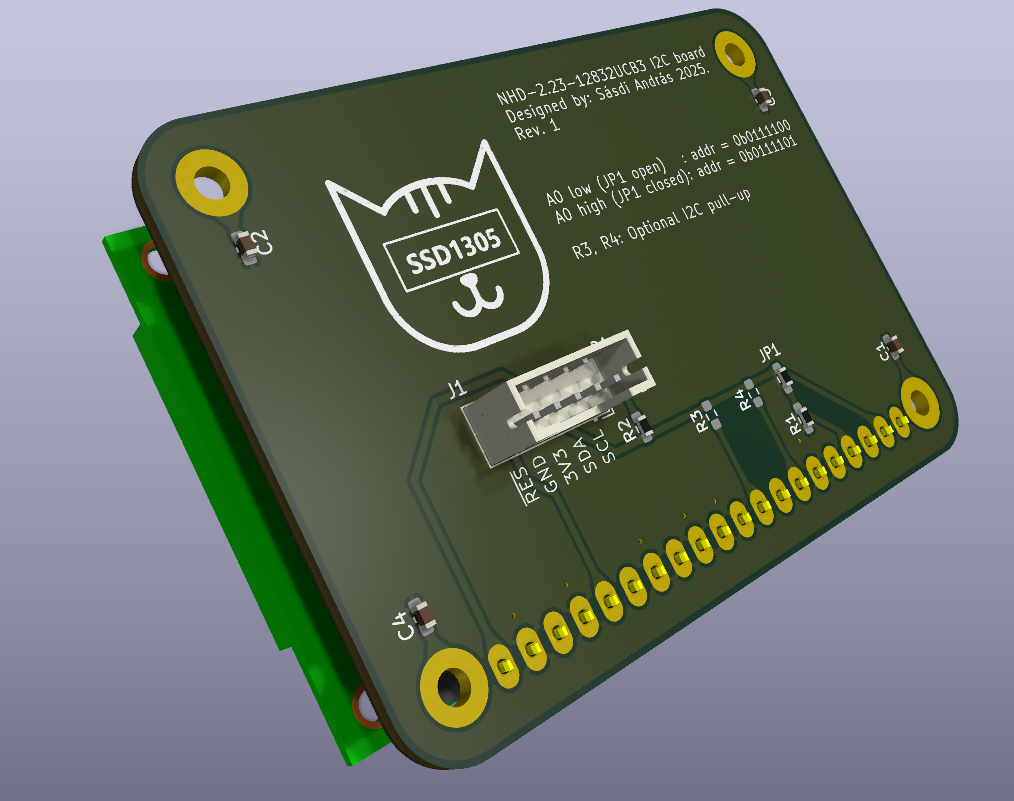 NHD-2.23-12832UCB3 I2C board
Designed by: Sásdi András 2025.
Rev. 1
A0 low (JP1 open)   : addr = 0b0111100
A0 high (JP1 closed): addr = 0b0111101
R3, R4: Optional I2C pull-up
SSD1305
C2
J1
JP1
C1
R4
R3
R1
R2
RES
GND
3V3
SDA
SCL
C4